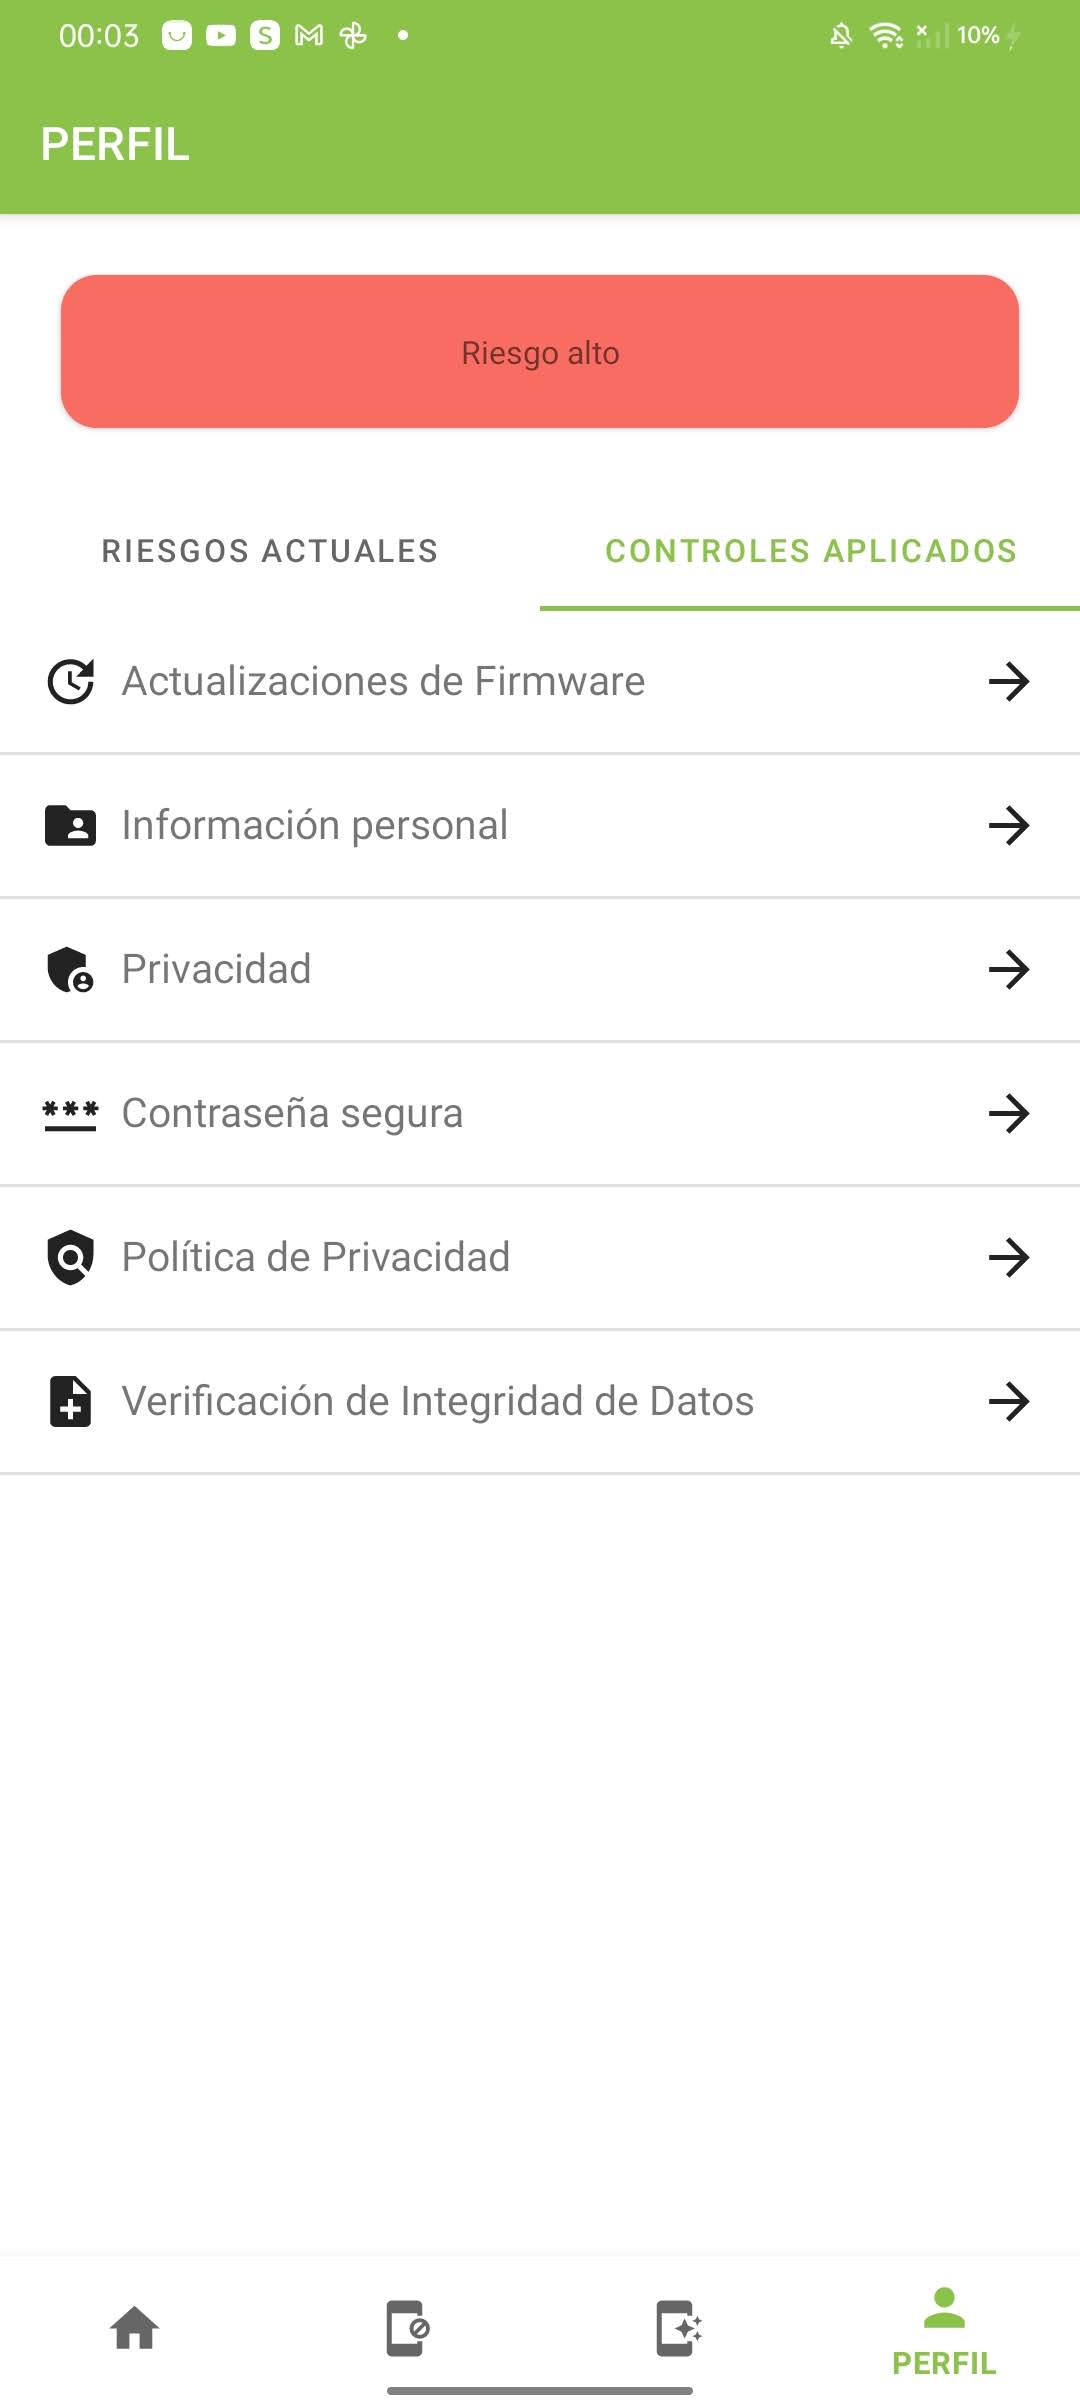 00:03
10%
PERFIL
Riesgo alto
RIESGOS ACTUALES
CONTROLES APLICADOS
Actualizaciones de Firmware
Información personal
Privacidad
Contraseña segura
Política de Privacidad
Verificación de Integridad de Datos
PERFIL